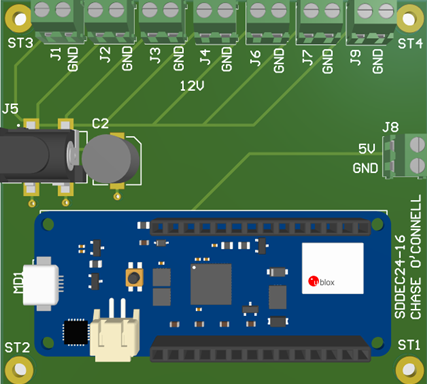 ST3
J1
GND
J2
GND
J3
GND
J4
GND
J6
GND
J7
GND
J9
GND
ST4
12V
J5
C2
J8
5V
GND
MD1
ublox
SDDEC24-16
CHASE O'CONNELL
ST2
ST1